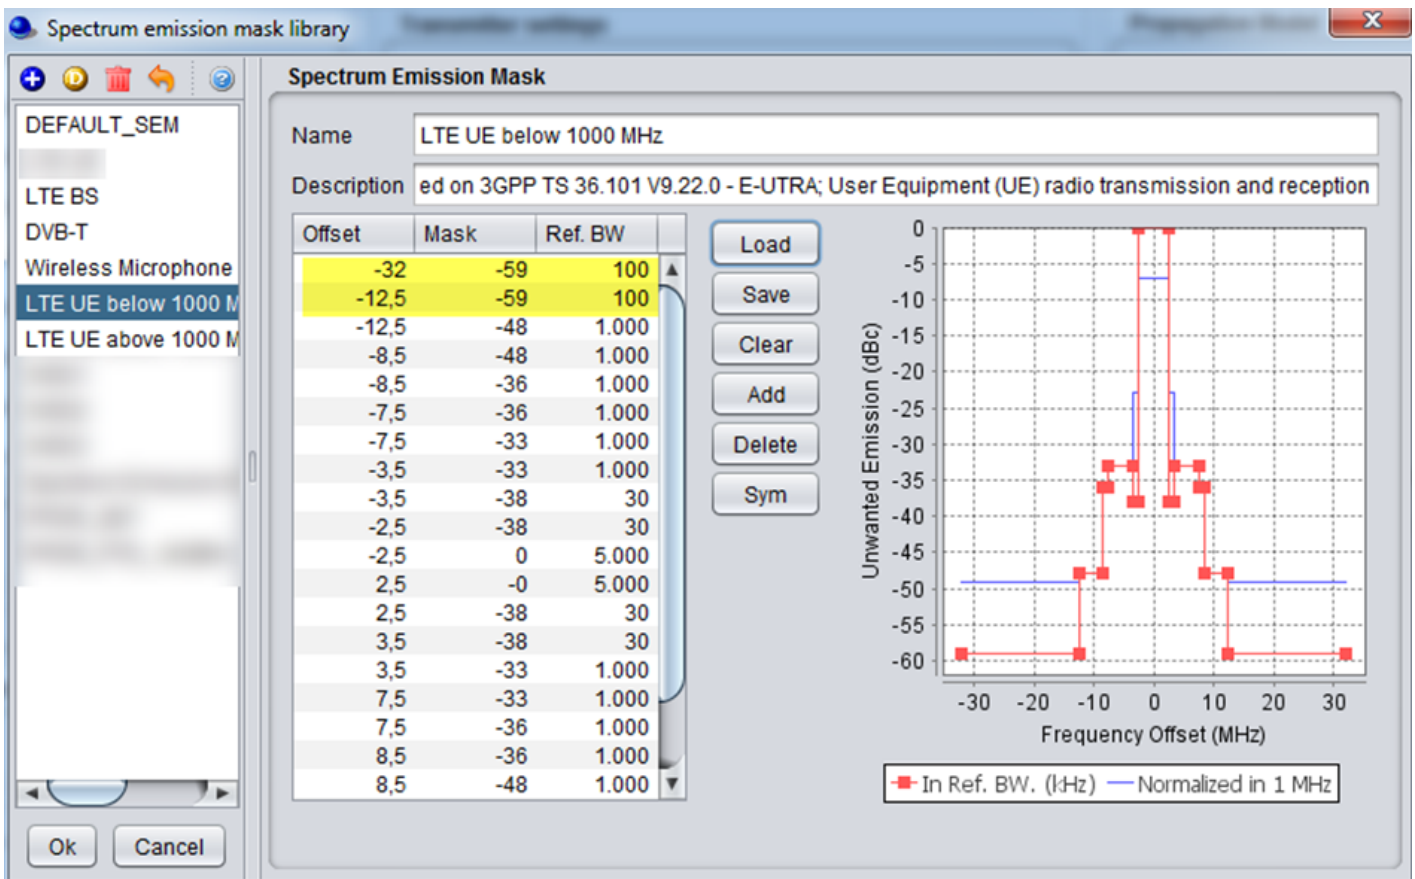 Spectrum emission mask library
Spectrum Emission Mask
DEFAULT_SEM
LTE BS
DVB-T
Wireless Microphone
LTE UE below 1000 M
LTE UE above 1000 M
Ok Cancel
Name LTE UE below 1000 MHz
Description ed on 3GPP TS 36.101 V9.22.0 - E-UTRA; User Equipment (UE) radio transmission and reception
Offset Mask Ref. BW
-32 -59 100
-12,5 -59 100
-12,5 -48 1.000
-8,5 -48 1.000
-8,5 -36 1.000
-7,5 -36 1.000
-7,5 -33 1.000
-3,5 -33 1.000
-3,5 -38 30
-2,5 -38 30
-2,5 0 5.000
2,5 -0 5.000
2,5 -38 30
3,5 -38 30
3,5 -33 1.000
7,5 -33 1.000
7,5 -36 1.000
8,5 -36 1.000
8,5 -48 1.000
Load
Save
Clear
Add
Delete
Sym
Unwanted Emission (dBc)
0
-5
-10
-15
-20
-25
-30
-35
-40
-45
-50
-55
-60
-30 -20 -10 0 10 20 30
Frequency Offset (MHz)
In Ref. BW. (kHz) Normalized in 1 MHz